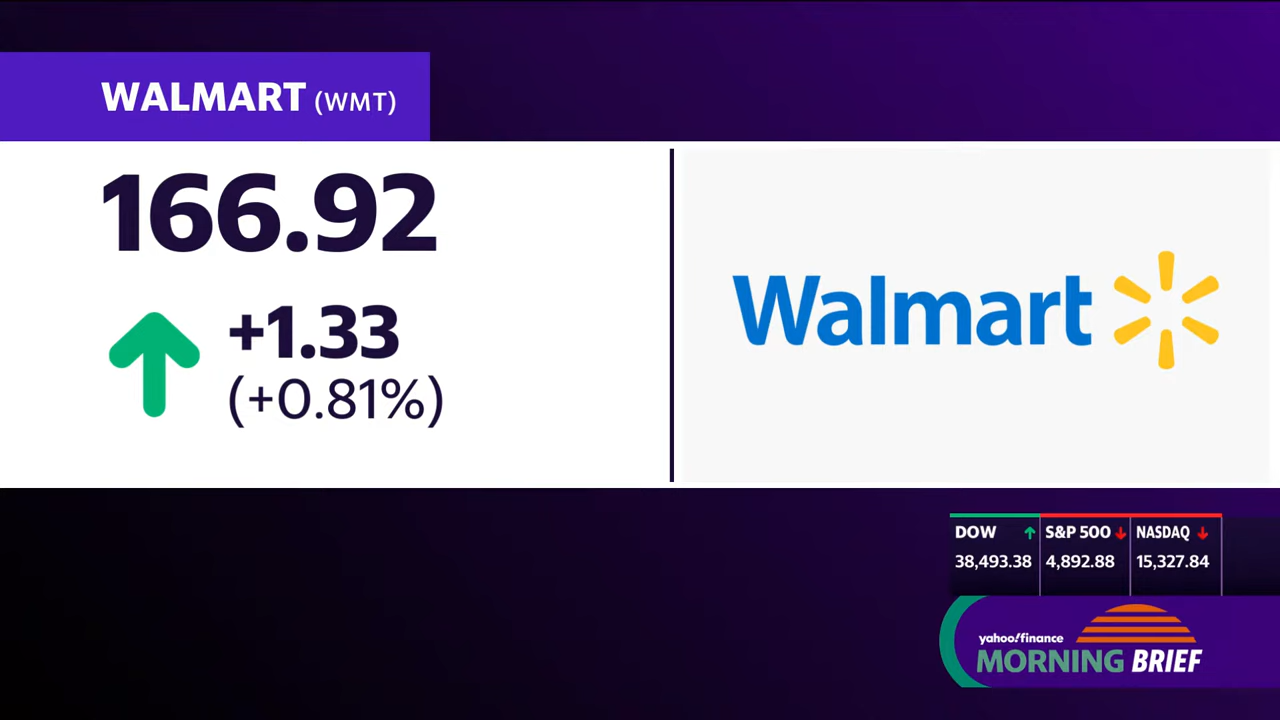 WALMART (WMT)
166.92
+1.33
(+0.81%)
Walmart
DOW S&P 500 NASDAQ
38,493.38 4,892.88 15,327.84
yahoo!finance
MORNING BRIEF